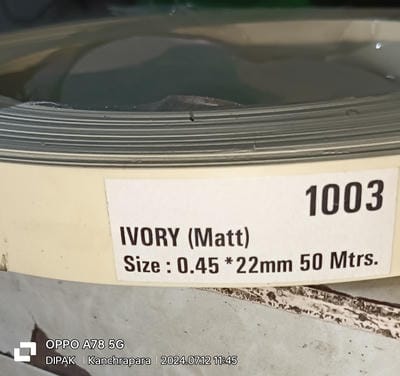 1003
IVORY (Matt)
Size : 0.45 *22mm 50 Mtrs.
OPPO A78 5G
DIPAK | Kanchrapara | 2024.07.12 11:45